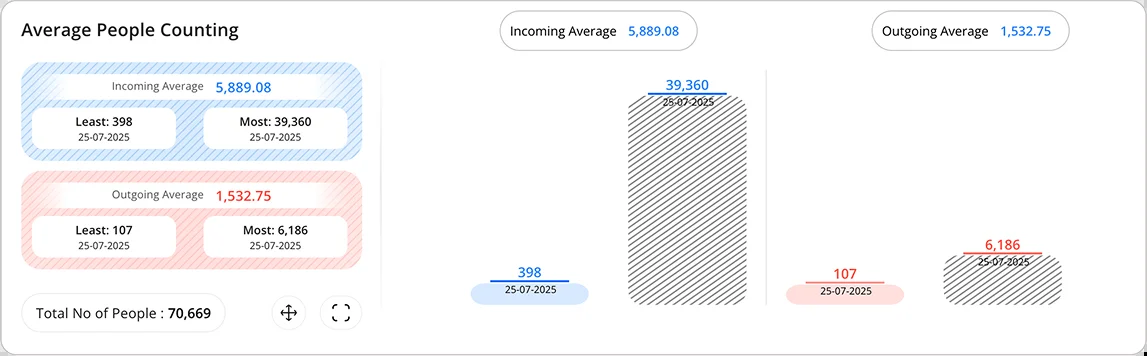 Average People Counting
Incoming Average 5,889.08
Outgoing Average 1,532.75
Incoming Average 5,889.08
Least: 398
25-07-2025
Most: 39,360
25-07-2025
Outgoing Average 1,532.75
Least: 107
25-07-2025
Most: 6,186
25-07-2025
Total No of People : 70,669
398
25-07-2025
39,360
25-07-2025
107
25-07-2025
6,186
25-07-2025